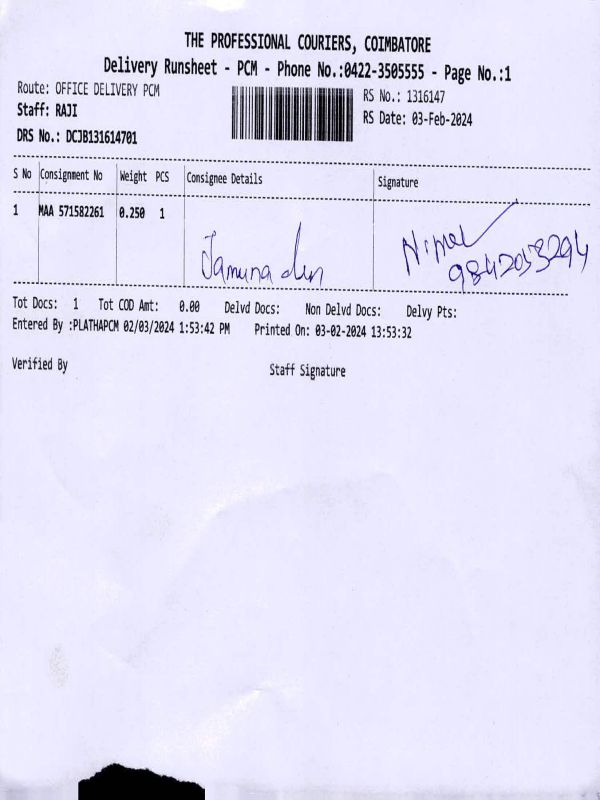 THE PROFESSIONAL COURIERS, COIMBATORE
Delivery Runsheet - PCM - Phone No.:0422-3505555 - Page No.:1
Route: OFFICE DELIVERY PCM
RS No.: 1316147
Staff: RAJI
RS Date: 03-Feb-2024
DRS No.: DCJB131614701
S No Consignment No Weight PCS Consignee Details Signature
1 MAA 571582261 0.250 1
Jamuna
9842053294
Tot Docs: 1 Tot COD Amt: 0.00 Delvd Docs: Non Delvd Docs: Delvy Pts:
Entered By :PLATHAPCM 02/03/2024 1:53:42 PM Printed On: 03-02-2024 13:53:32
Verified By Staff Signature